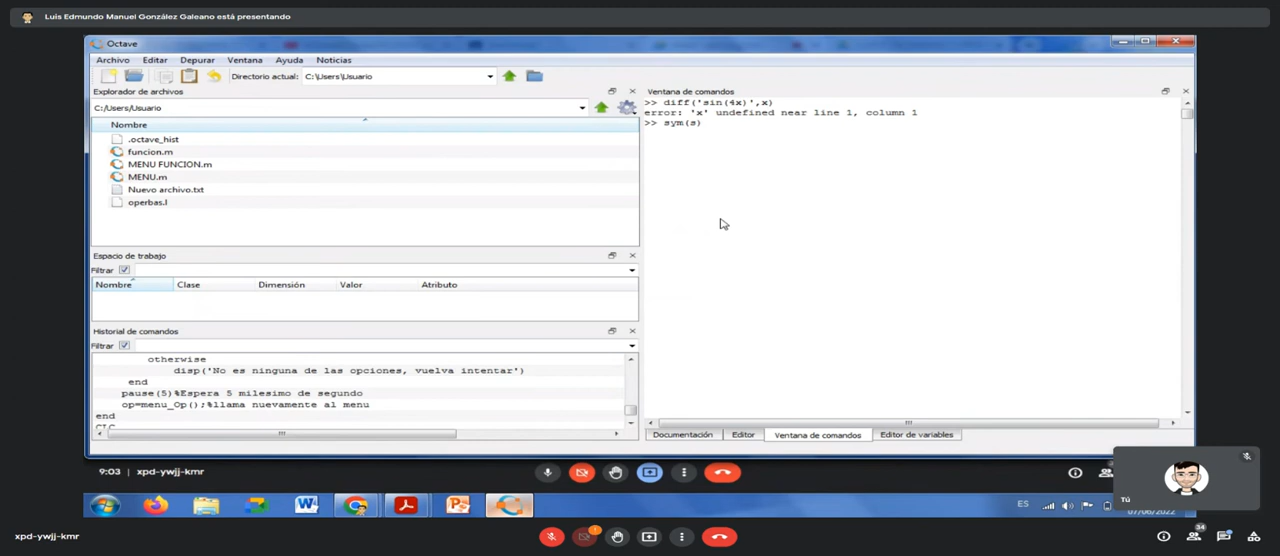 Luis Edmundo Manuel González Galeano está presentando
Octave
Archivo Editar Depurar Ventana Ayuda Noticias
Directorio actual: C:\Users\Usuario
Explorador de archivos
C:/Users/Usuario
Nombre
.octave_hist
funcion.m
MENU FUNCION.m
MENU.m
Nuevo archivo.txt
operbas.l
Espacio de trabajo
Filtrar
Nombre Clase Dimensión Valor Atributo
Historial de comandos
Filtrar
otherwise
disp('No es ninguna de las opciones, vuelva intentar')
end
pause(5)%Espera 5 milesimo de segundo
op=menu_Op();%llama nuevamente al menu
end
CLC
Ventana de comandos
>> diff('sin(4x)',x)
error: 'x' undefined near line 1, column 1
>> sym(s)
Documentación Editor Ventana de comandos Editor de variables
9:03 | xpd-ywjj-kmr
Tú
ES
07/06/2022
xpd-ywjj-kmr
1
34